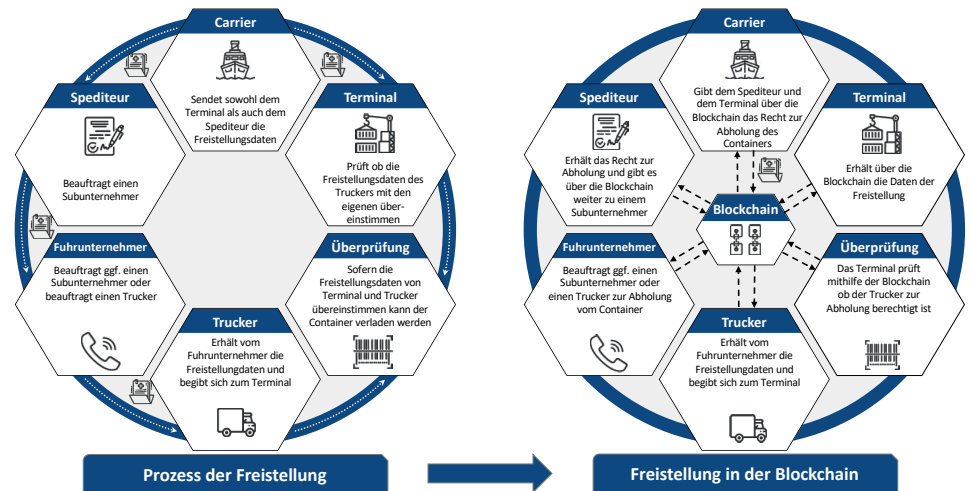 Carrier
Sendet sowohl dem
Terminal als auch dem
Spediteur die
Freistellungsdaten
Spediteur
Beauftragt einen
Subunternehmer
Terminal
Prüft ob die
Freistellungsdaten des
Truckers mit den
eigenen über-
einstimmen
Fuhrunternehmer
Beauftragt ggf. einen
Subunternehmer oder
beauftragt einen Trucker
Überprüfung
Sofern die
Freistellungsdaten von
Terminal und Trucker
übereinstimmen kann der
Container verladen werden
Trucker
Erhält vom
Fuhrunternehmer die
Freistellungdaten und
begibt sich zum Terminal
Prozess der Freistellung
Carrier
Gibt dem Spediteur und
dem Terminal über die
Blockchain das Recht zur
Abholung des
Containers
Spediteur
Erhält das Recht zur
Abholung und gibt es
über die Blockchain
weiter zu einem
Subunternehmer
Terminal
Erhält über die
Blockchain die Daten der
Freistellung
Blockchain
Fuhrunternehmer
Beauftragt ggf. einen
Subunternehmer oder
einen Trucker zur Abholung
vom Container
Überprüfung
Das Terminal prüft
mithilfe der Blockchain
ob der Trucker zur
Abholung berechtigt ist
Trucker
Erhält vom
Fuhrunternehmer die
Freistellungdaten und
begibt sich zum Terminal
Freistellung in der Blockchain